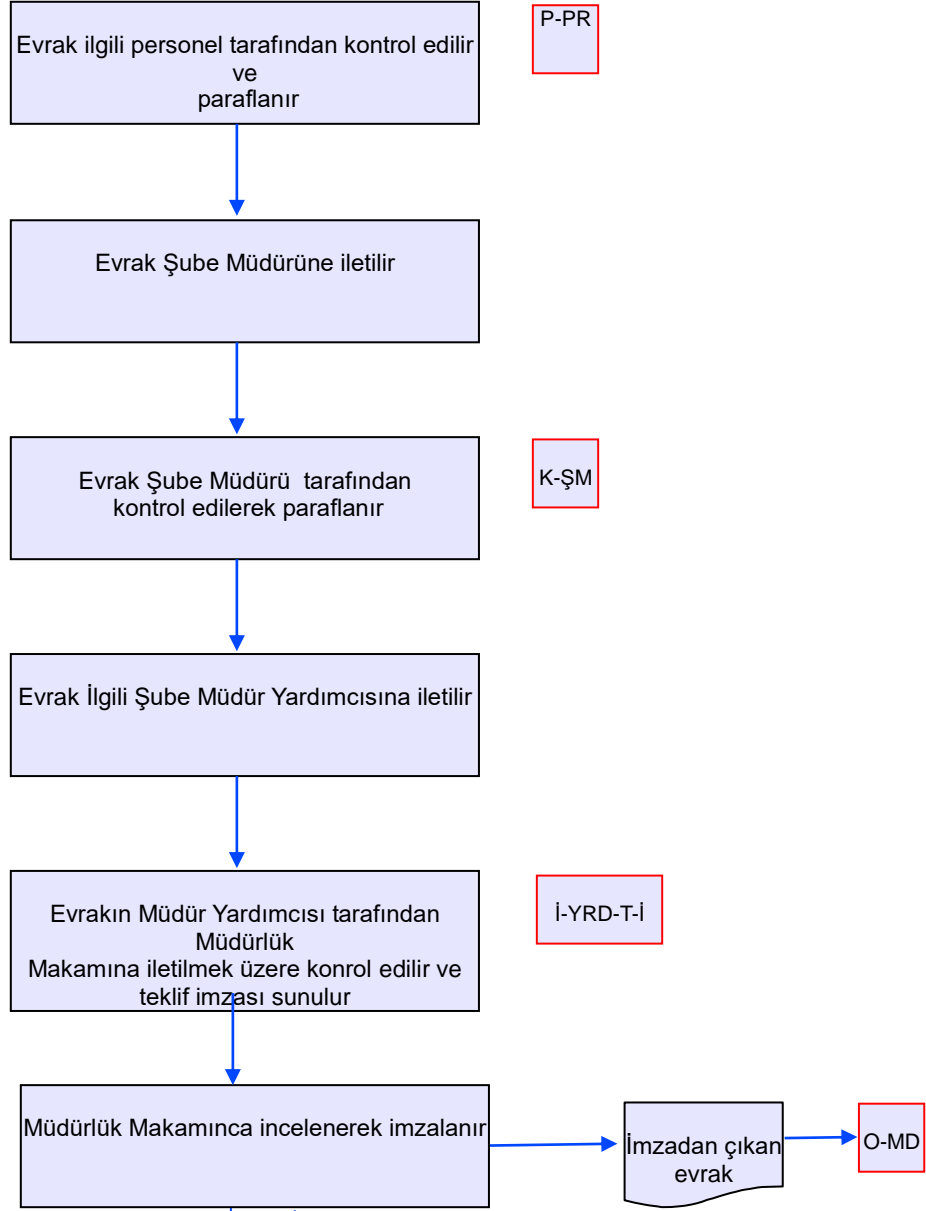 Evrak ilgili personel tarafından kontrol edilir
ve
paraflanır
P-PR
Evrak Şube Müdürüne iletilir
Evrak Şube Müdürü  tarafından
kontrol edilerek paraflanır
K-ŞM
Evrak İlgili Şube Müdür Yardımcısına iletilir
Evrakın Müdür Yardımcısı tarafından
Müdürlük
Makamına iletilmek üzere konrol edilir ve
teklif imzası sunulur
İ-YRD-T-İ
Müdürlük Makamınca incelenerek imzalanır
İmzadan çıkan
evrak
O-MD